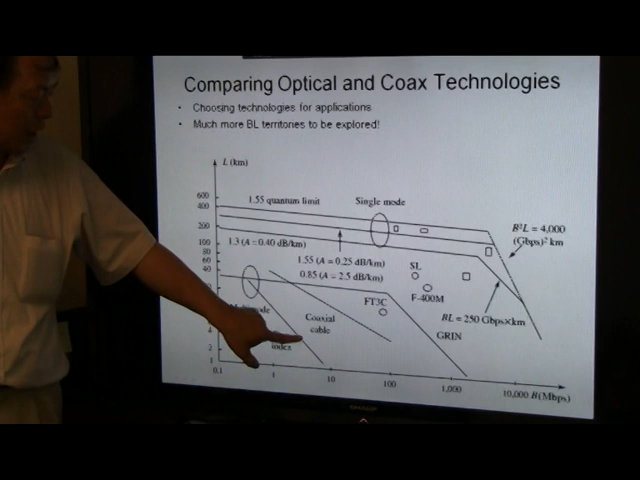 Comparing Optical and Coax Technologies
• Choosing technologies for applications
• Much more BL territories to be explored!
L (km)
600
400
200
100
80
60
40
4
2
1
1.55 quantum limit
Single mode
1.3 (A = 0.40 dB/km)
1.55 (A = 0.25 dB/km)
0.85 (A = 2.5 dB/km)
SL
F-400M
FT3C
Coaxial
cable
index
GRIN
B²L = 4,000
(Gbps)² km
BL = 250 Gbps×km
0.1
1
10
100
1,000
10,000 B(Mbps)